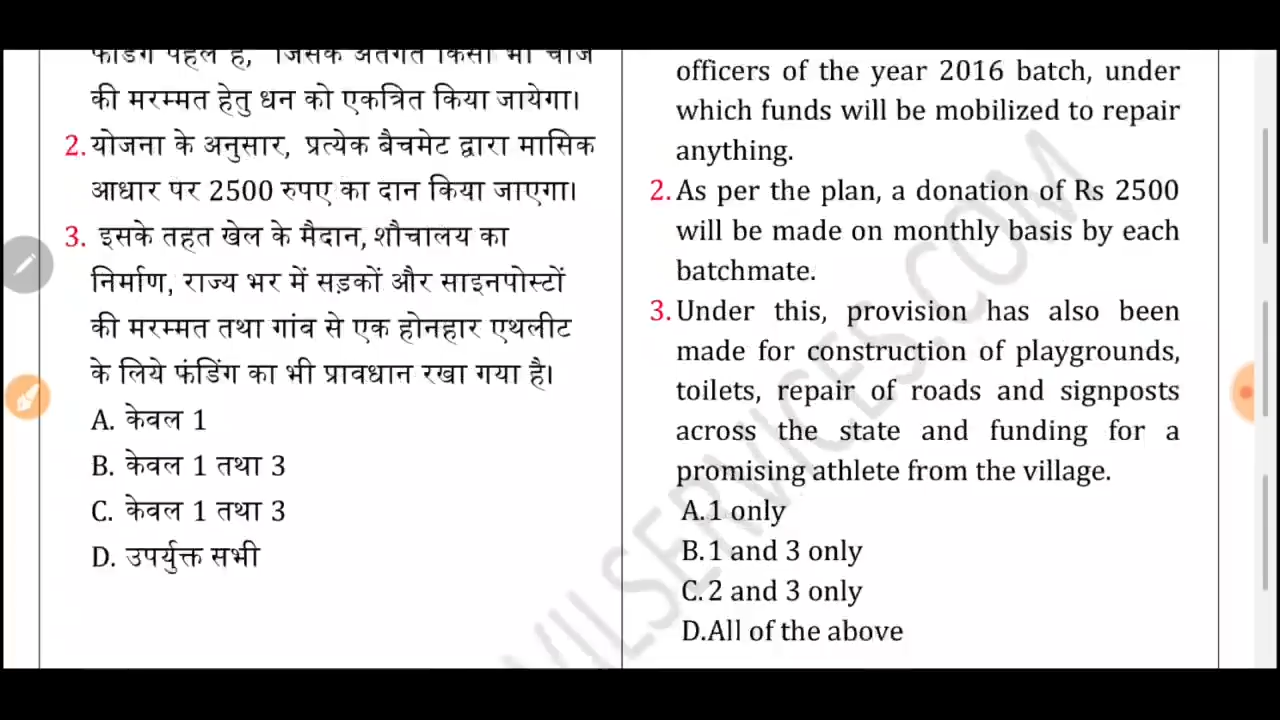 फंडिंग पहल है, जिसके अंतर्गत किसी भी चीज
की मरम्मत हेतु धन को एकत्रित किया जायेगा।
2. योजना के अनुसार, प्रत्येक बैचमेट द्वारा मासिक
आधार पर 2500 रुपए का दान किया जाएगा।
3. इसके तहत खेल के मैदान, शौचालय का
निर्माण, राज्य भर में सड़कों और साइनपोस्टों
की मरम्मत तथा गांव से एक होनहार एथलीट
के लिये फंडिंग का भी प्रावधान रखा गया है।
A. केवल 1
B. केवल 1 तथा 3
C. केवल 1 तथा 3
D. उपर्युक्त सभी
officers of the year 2016 batch, under
which funds will be mobilized to repair
anything.
2. As per the plan, a donation of Rs 2500
will be made on monthly basis by each
batchmate.
3. Under this, provision has also been
made for construction of playgrounds,
toilets, repair of roads and signposts
across the state and funding for a
promising athlete from the village.
A.1 only
B.1 and 3 only
C.2 and 3 only
D.All of the above
VILSERVICES.COM